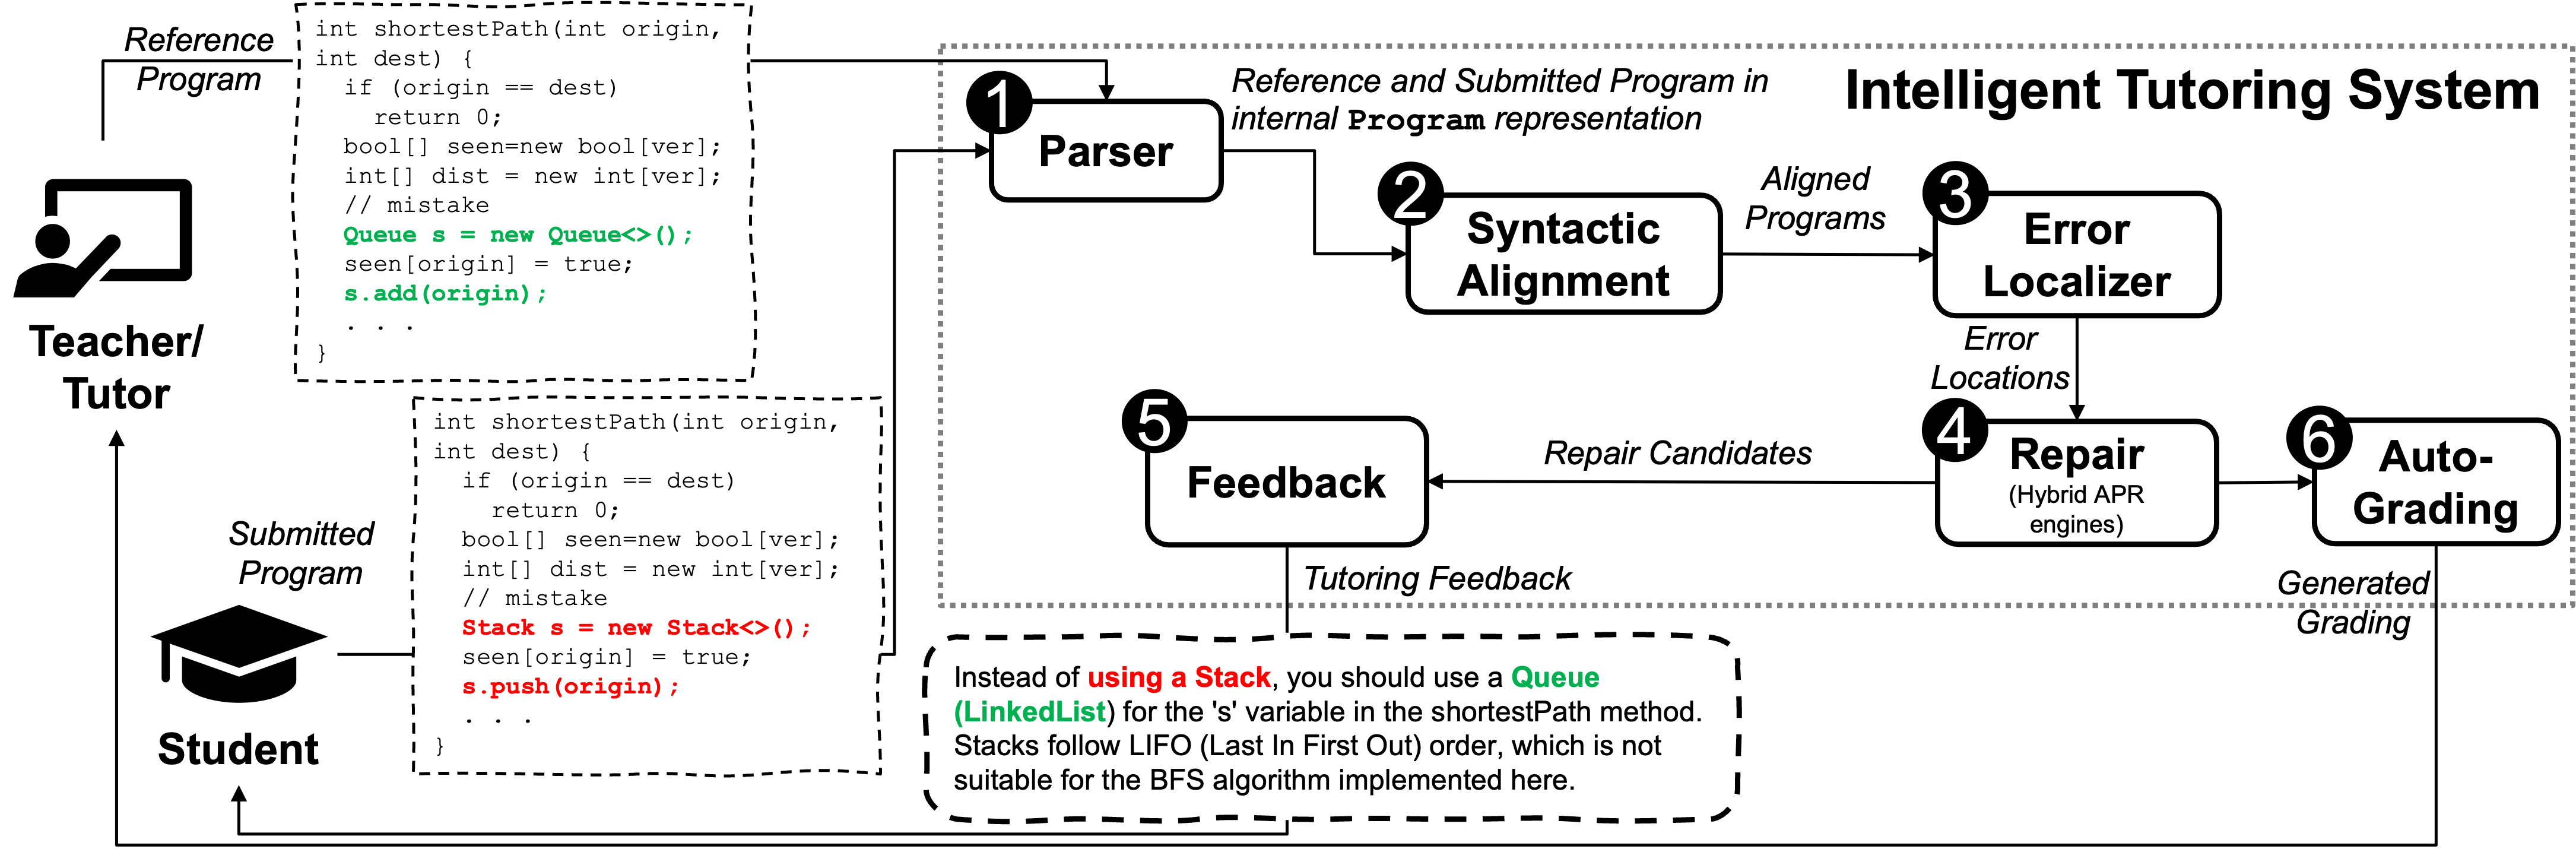 Reference
Program
int shortestPath(int origin,
int dest) {
if (origin == dest)
return 0;
bool[] seen=new bool[ver];
int[] dist = new int[ver];
// mistake
Queue s = new Queue<>();
seen[origin] = true;
s.add(origin);
. . .
}
Teacher/
Tutor
Submitted
Program
int shortestPath(int origin,
int dest) {
if (origin == dest)
return 0;
bool[] seen=new bool[ver];
int[] dist = new int[ver];
// mistake
Stack s = new Stack<>();
seen[origin] = true;
s.push(origin);
. . .
}
Student
Intelligent Tutoring System
1
Parser
Reference and Submitted Program in
internal Program representation
2
Syntactic
Alignment
Aligned
Programs
3
Error
Localizer
Error
Locations
4
Repair
(Hybrid APR
engines)
Repair Candidates
5
Feedback
6
Auto-
Grading
Tutoring Feedback
Generated
Grading
Instead of using a Stack, you should use a Queue
(LinkedList) for the 's' variable in the shortestPath method.
Stacks follow LIFO (Last In First Out) order, which is not
suitable for the BFS algorithm implemented here.